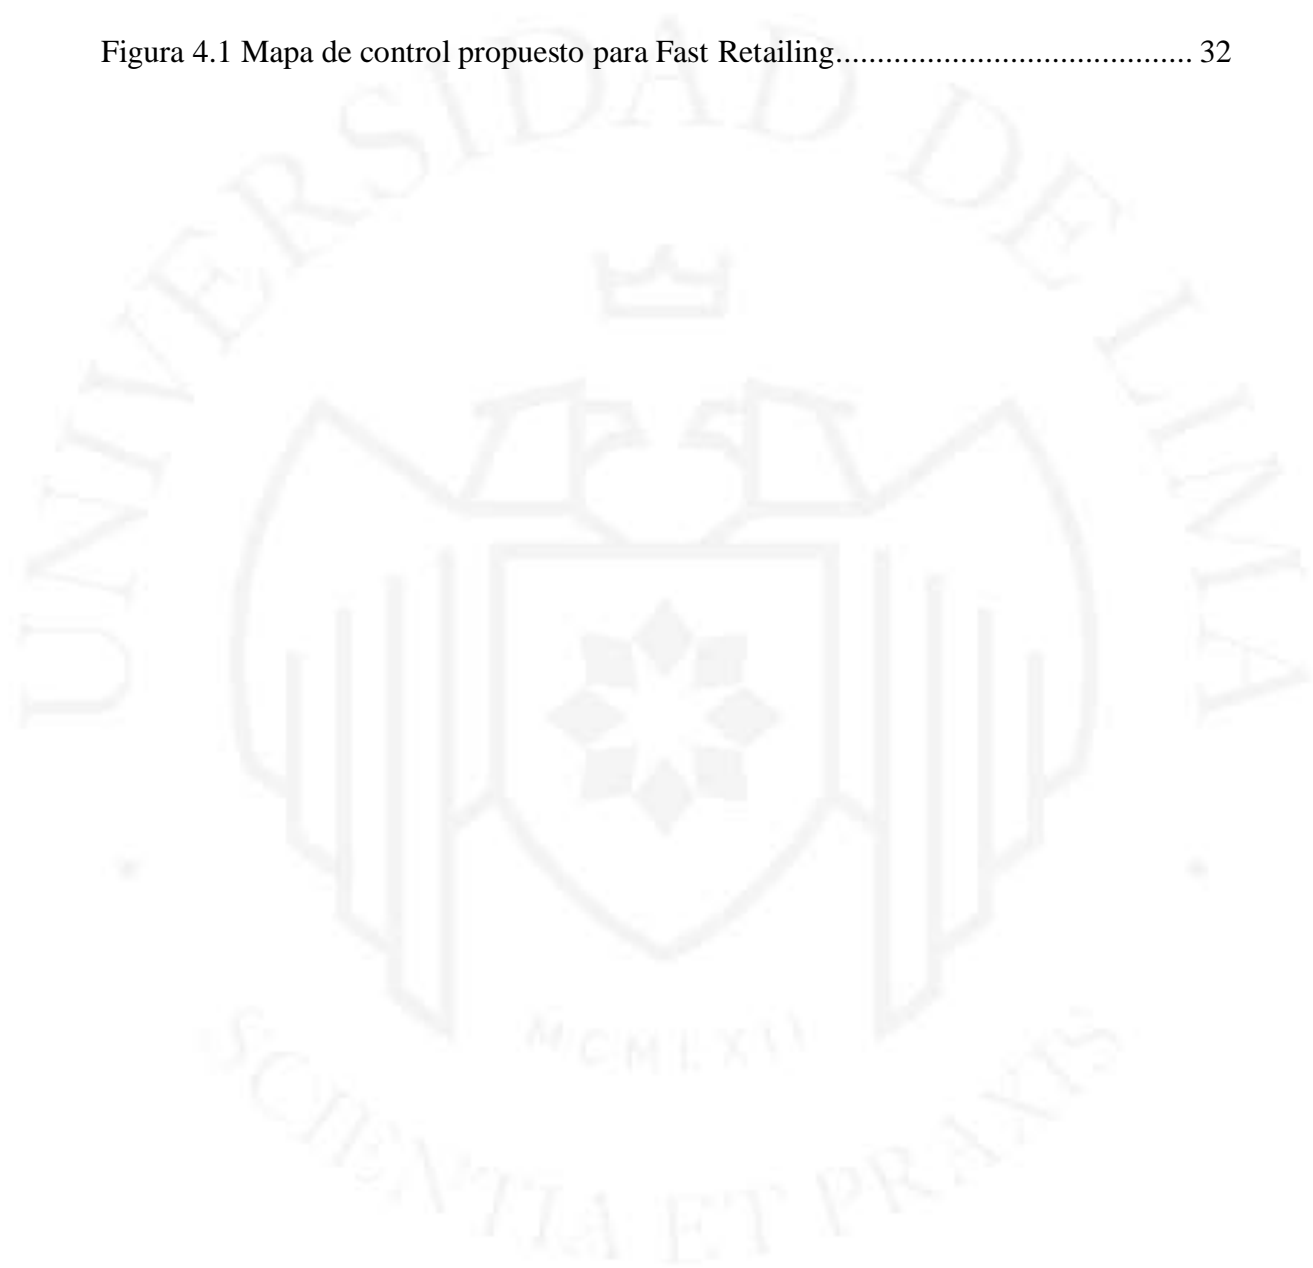 Figura 4.1 Mapa de control propuesto para Fast Retailing........................................... 32
UNIVERSIDAD DE LIMA
MCMLXII
SCIENTIA ET PRAXIS